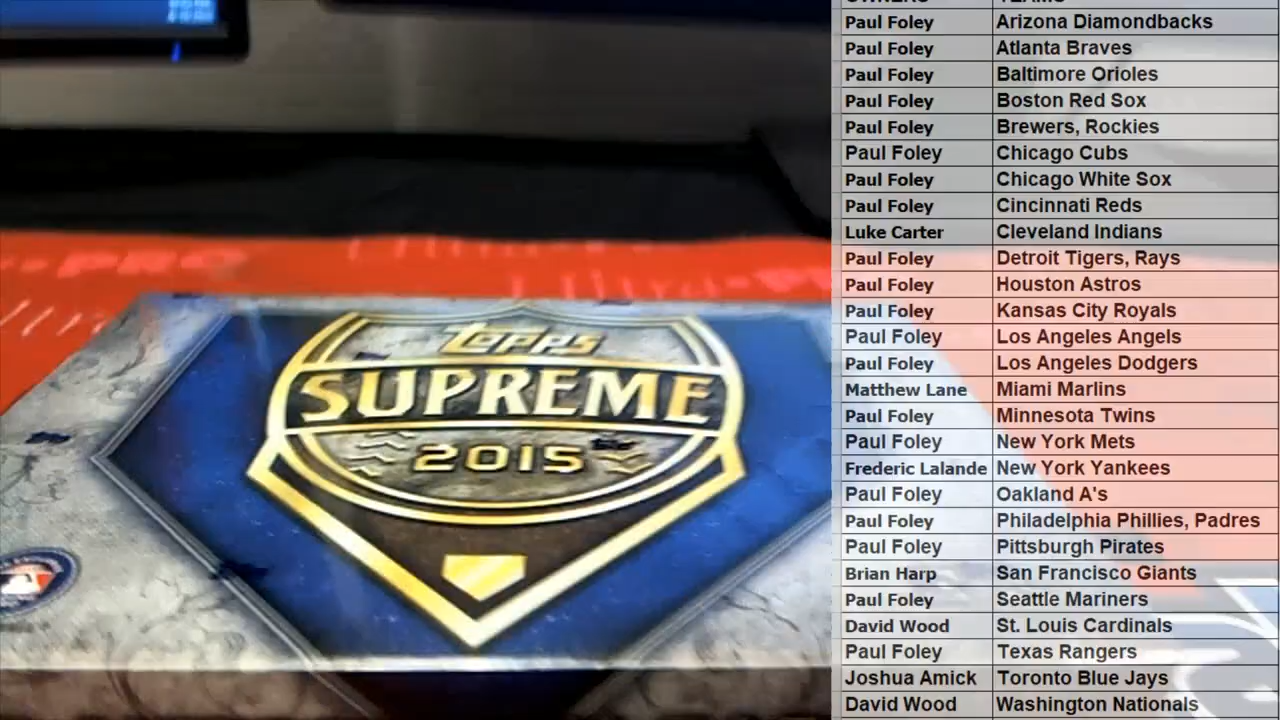 Topps
SUPREME
2015
OWNERS TEAMS
Paul Foley Arizona Diamondbacks
Paul Foley Atlanta Braves
Paul Foley Baltimore Orioles
Paul Foley Boston Red Sox
Paul Foley Brewers, Rockies
Paul Foley Chicago Cubs
Paul Foley Chicago White Sox
Paul Foley Cincinnati Reds
Luke Carter Cleveland Indians
Paul Foley Detroit Tigers, Rays
Paul Foley Houston Astros
Paul Foley Kansas City Royals
Paul Foley Los Angeles Angels
Paul Foley Los Angeles Dodgers
Matthew Lane Miami Marlins
Paul Foley Minnesota Twins
Paul Foley New York Mets
Frederic Lalande New York Yankees
Paul Foley Oakland A's
Paul Foley Philadelphia Phillies, Padres
Paul Foley Pittsburgh Pirates
Brian Harp San Francisco Giants
Paul Foley Seattle Mariners
David Wood St. Louis Cardinals
Paul Foley Texas Rangers
Joshua Amick Toronto Blue Jays
David Wood Washington Nationals